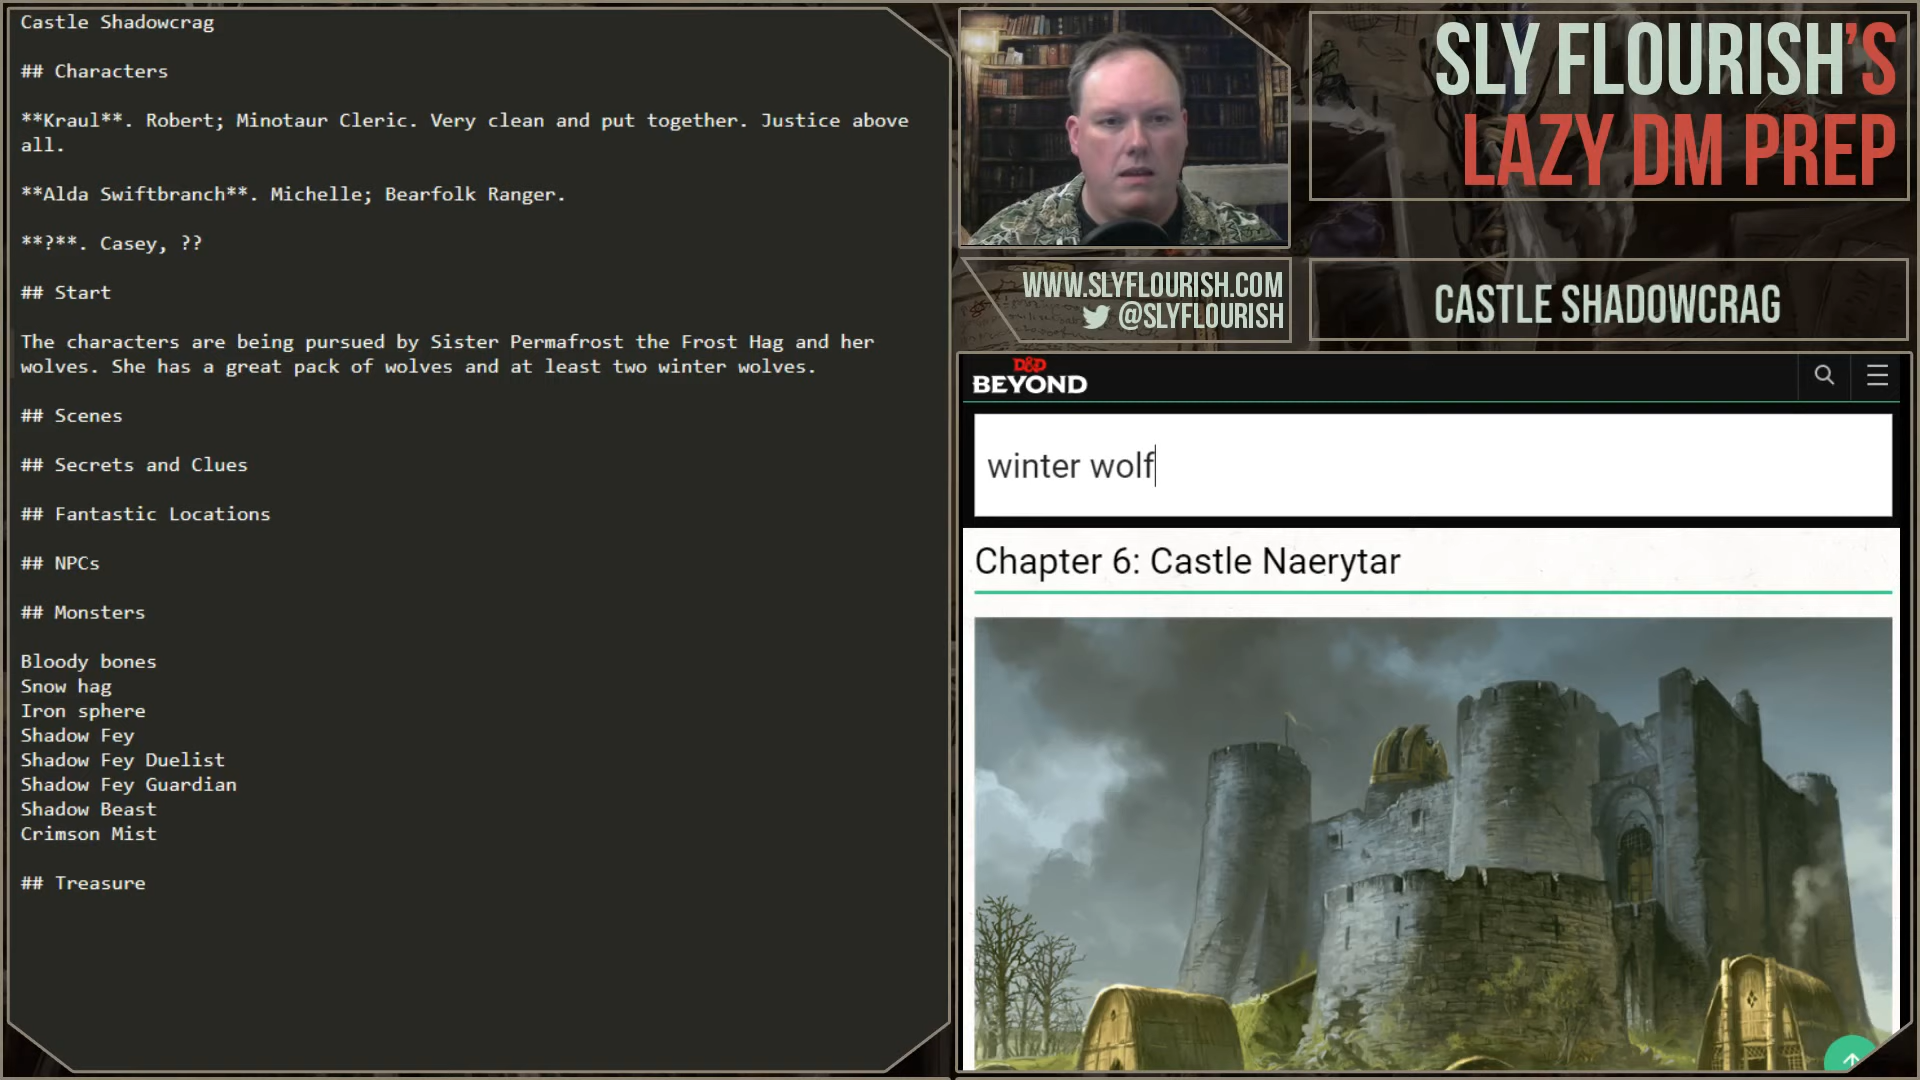 Castle Shadowcrag
## Characters
**Kraul**. Robert; Minotaur Cleric. Very clean and put together. Justice above
all.
**Alda Swiftbranch**. Michelle; Bearfolk Ranger.
**?**. Casey, ??
## Start
The characters are being pursued by Sister Permafrost the Frost Hag and her
wolves. She has a great pack of wolves and at least two winter wolves.
## Scenes
## Secrets and Clues
## Fantastic Locations
## NPCs
## Monsters
Bloody bones
Snow hag
Iron sphere
Shadow Fey
Shadow Fey Duelist
Shadow Fey Guardian
Shadow Beast
Crimson Mist
## Treasure
SLY FLOURISH'S
LAZY DM PREP
WWW.SLYFLOURISH.COM
@SLYFLOURISH
CASTLE SHADOWCRAG
D&D
BEYOND
winter wolf
Chapter 6: Castle Naerytar